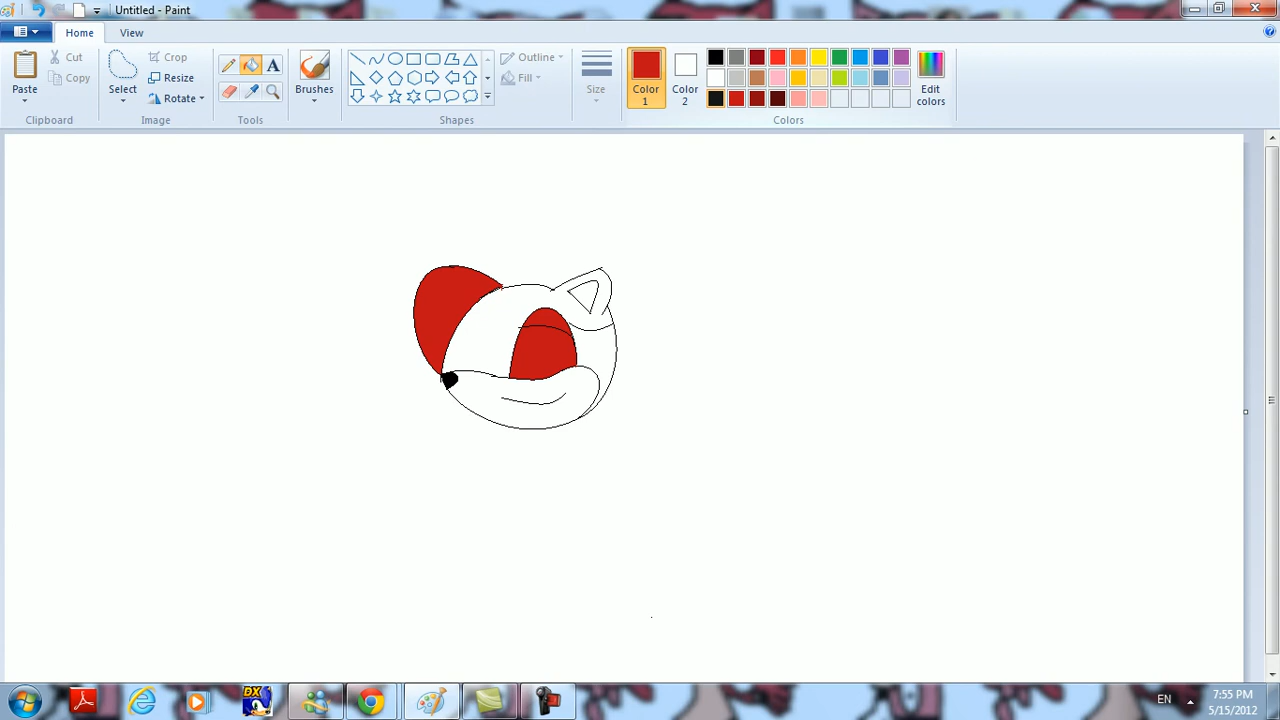 Untitled - Paint
Home
View
Paste
Cut
Copy
Clipboard
Select
Crop
Resize
Rotate
Image
A
Tools
Brushes
Outline
Fill
Shapes
Size
Color 1
Color 2
Edit colors
Colors
DX
EN
7:55 PM
5/15/2012